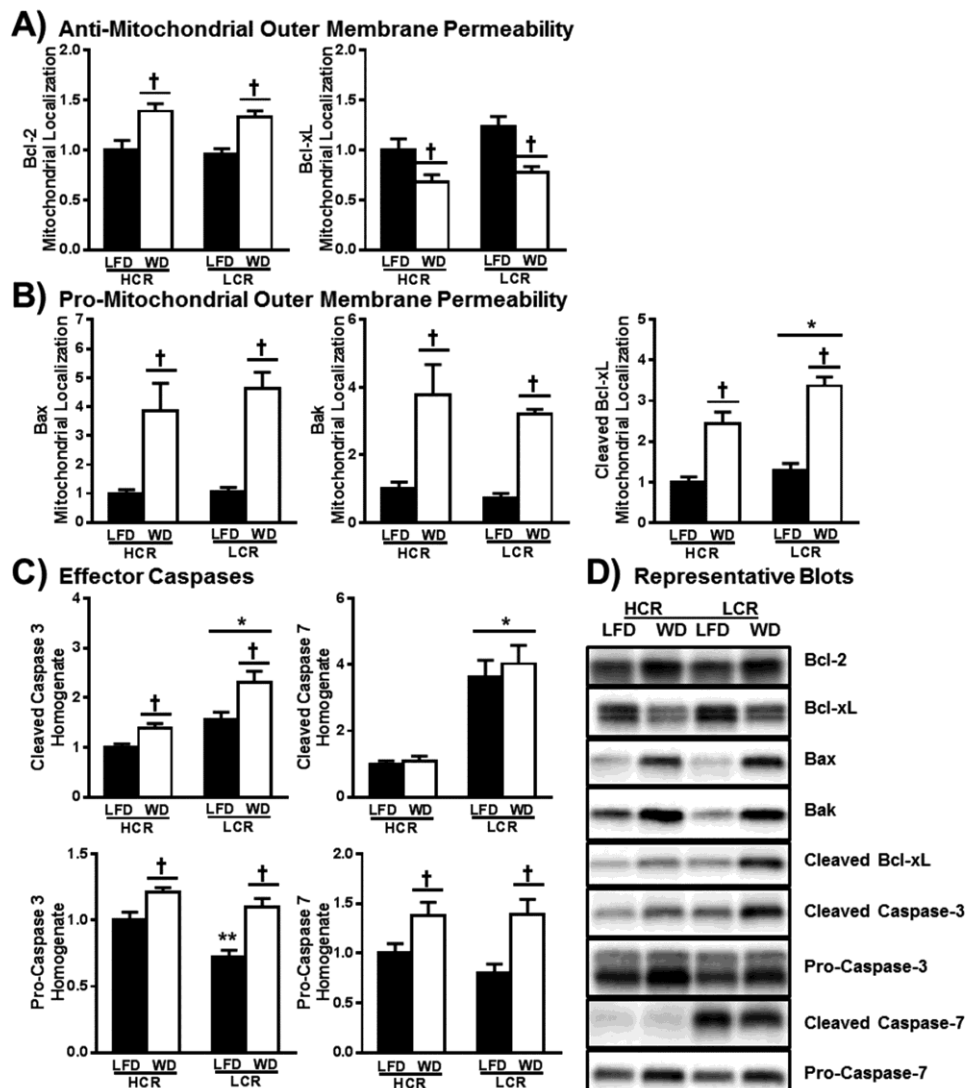 A) Anti-Mitochondrial Outer Membrane Permeability
Bcl-2
Mitochondrial Localization
2.0
1.5
1.0
0.5
0.0
†
†
LFD WD LFD WD
HCR LCR
Bcl-xL
Mitochondrial Localization
2.0
1.5
1.0
0.5
0.0
†
†
LFD WD LFD WD
HCR LCR
B) Pro-Mitochondrial Outer Membrane Permeability
Bax
Mitochondrial Localization
7
6
5
4
3
2
1
0
†
†
LFD WD LFD WD
HCR LCR
Bak
Mitochondrial Localization
6
4
2
0
†
†
LFD WD LFD WD
HCR LCR
Cleaved Bcl-xL
Mitochondrial Localization
5
4
3
2
1
0
†
*
†
LFD WD LFD WD
HCR LCR
C) Effector Caspases
Cleaved Caspase 3
Homogenate
4
3
2
1
0
†
*
†
LFD WD LFD WD
HCR LCR
Cleaved Caspase 7
Homogenate
6
4
2
0
*
LFD WD LFD WD
HCR LCR
Pro-Caspase 3
Homogenate
1.5
1.0
0.5
0.0
†
**
†
LFD WD LFD WD
HCR LCR
Pro-Caspase 7
Homogenate
2.0
1.5
1.0
0.5
0.0
†
†
LFD WD LFD WD
HCR LCR
D) Representative Blots
HCR LCR
LFD WD LFD WD
Bcl-2
Bcl-xL
Bax
Bak
Cleaved Bcl-xL
Cleaved Caspase-3
Pro-Caspase-3
Cleaved Caspase-7
Pro-Caspase-7